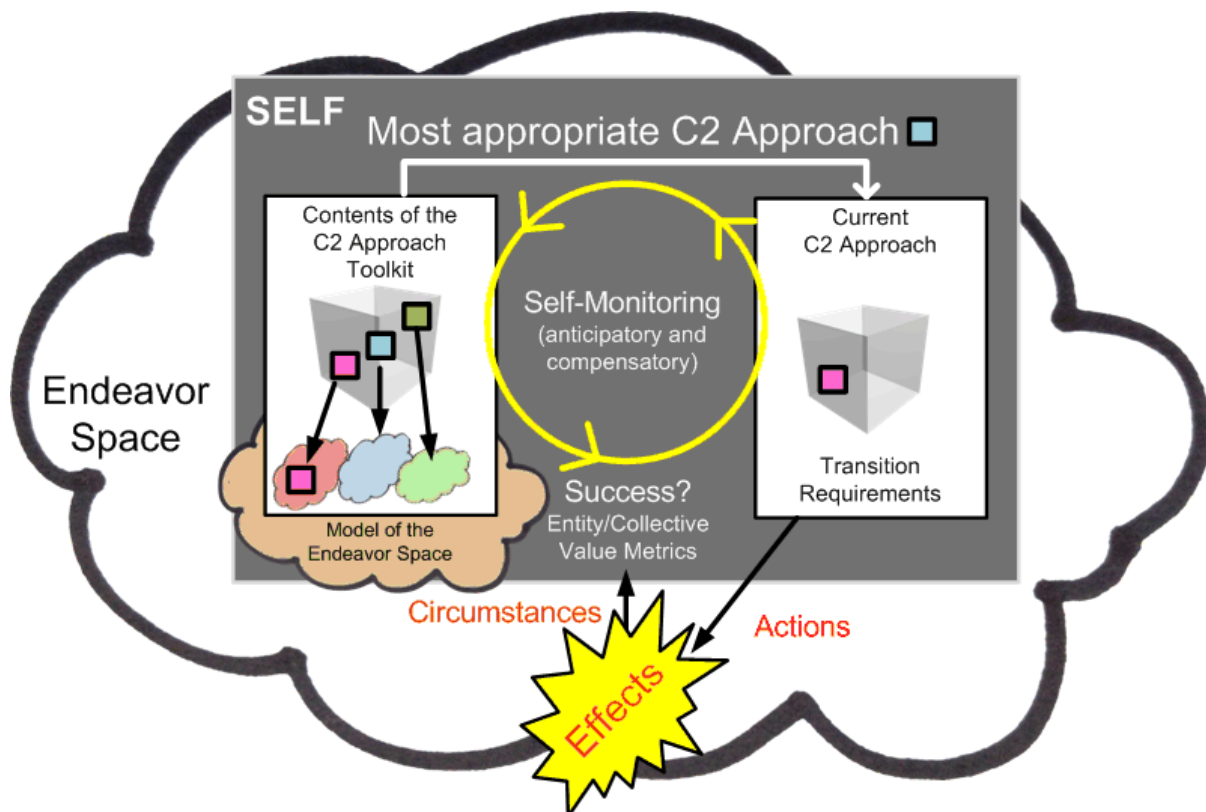 SELF
Most appropriate C2 Approach
Contents of the
C2 Approach
Toolkit
Current
C2 Approach
Self-Monitoring
(anticipatory and
compensatory)
Endeavor
Space
Transition
Requirements
Success?
Entity/Collective
Value Metrics
Model of the
Endeavor Space
Circumstances
Actions
Effects